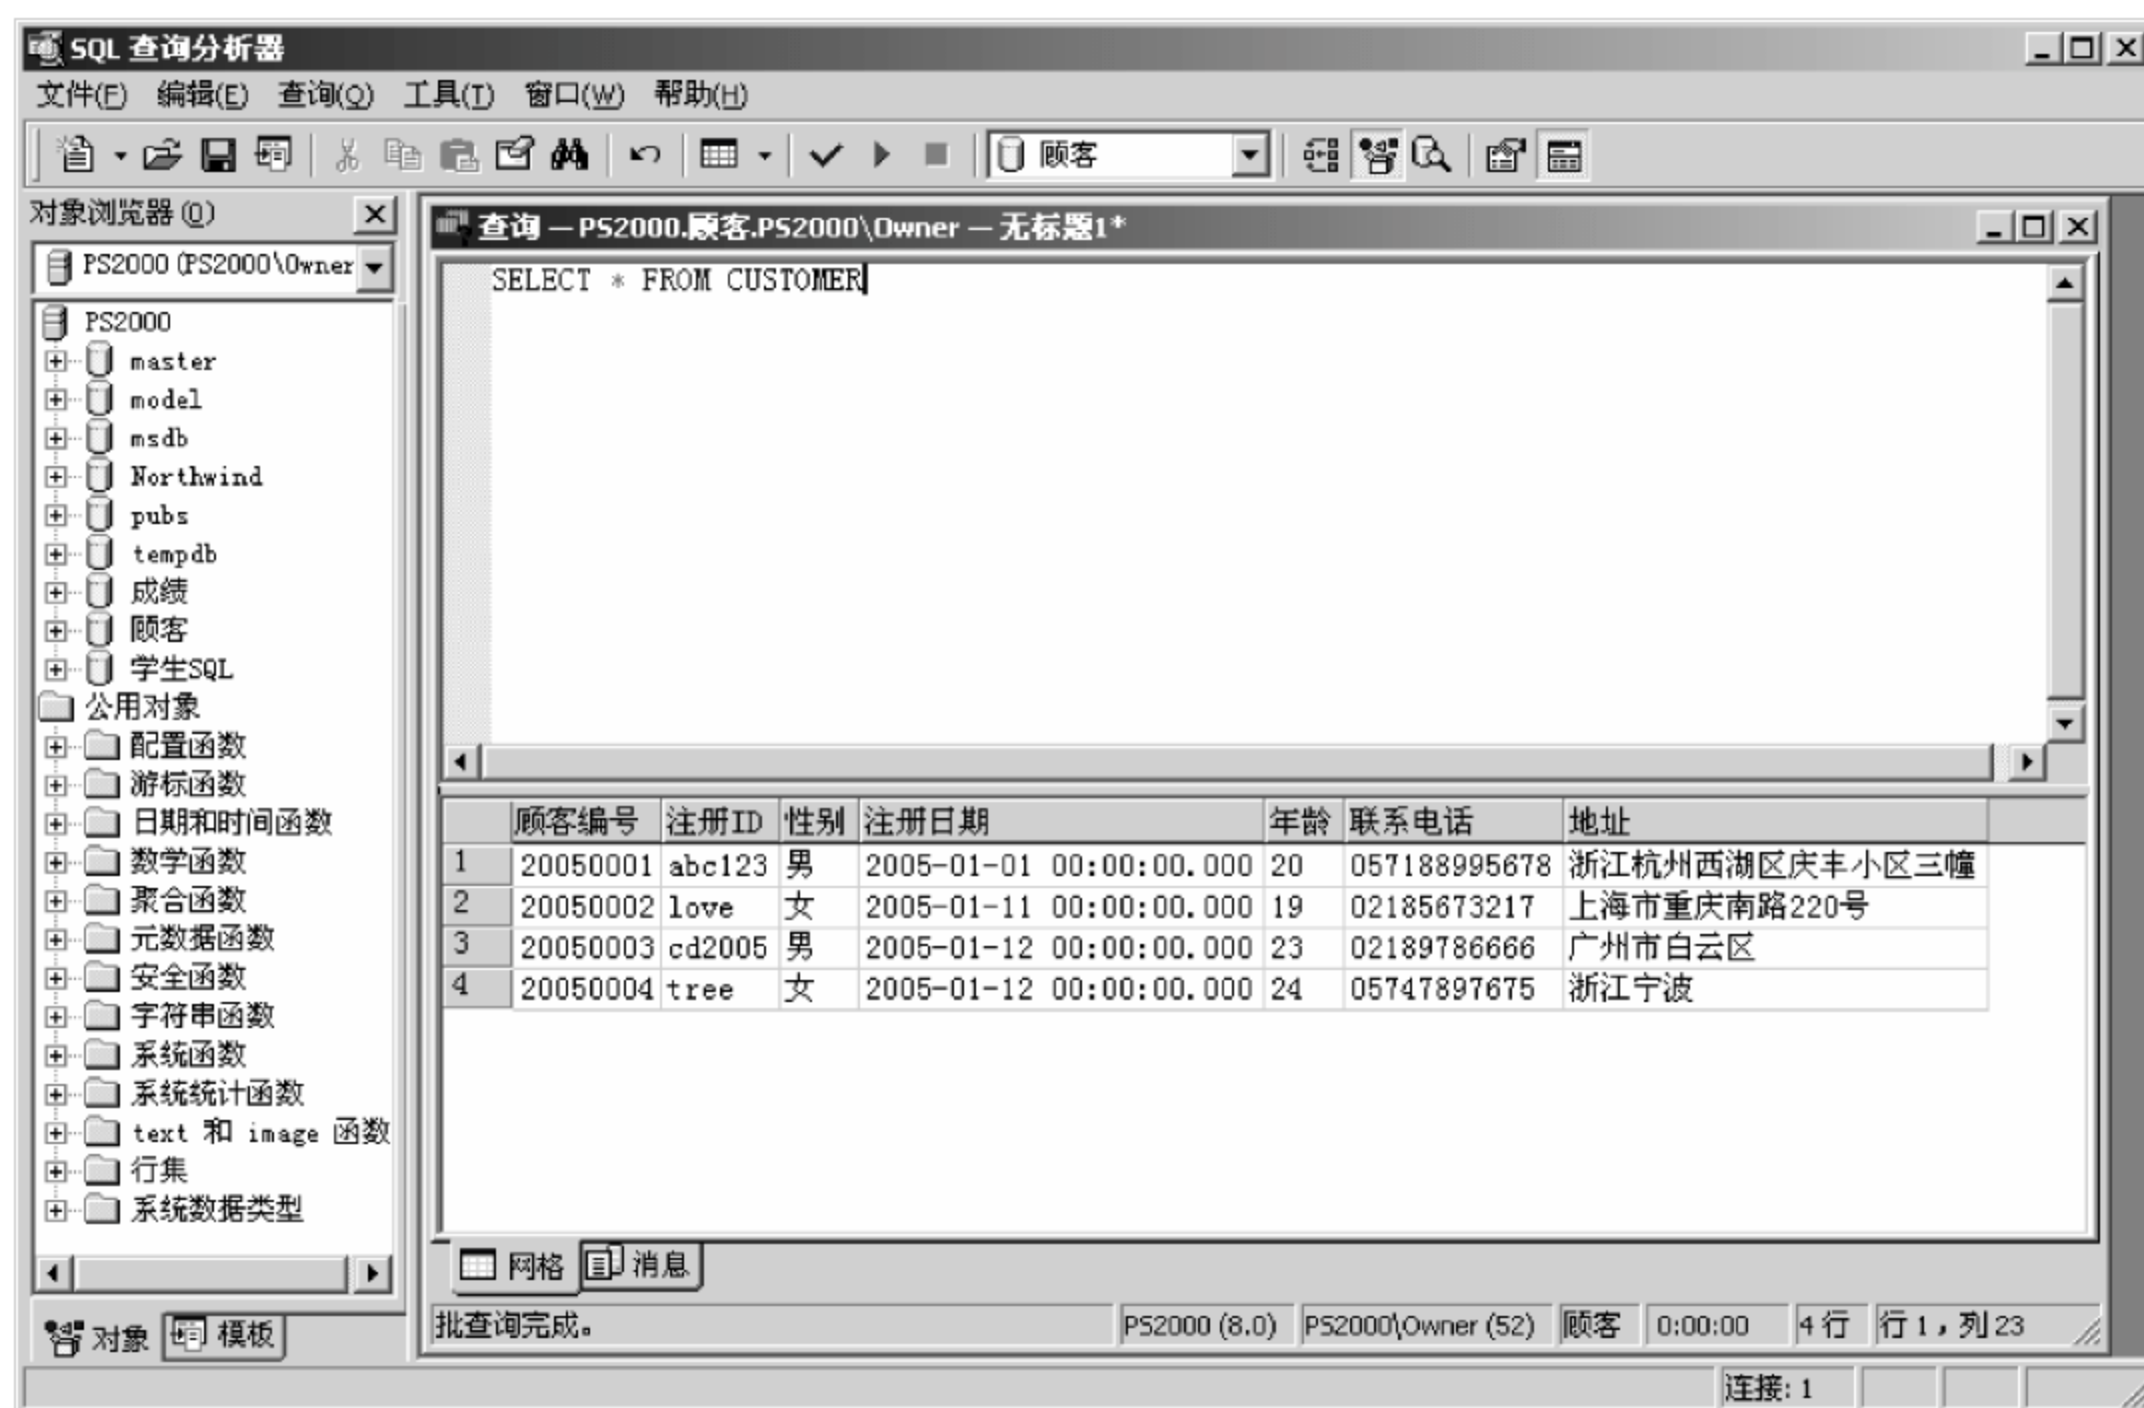 SQL 查询分析器
文件(F) 编辑(E) 查询(Q) 工具(T) 窗口(W) 帮助(H)
顾客
对象浏览器(O)
PS2000 (PS2000\Owner
PS2000
master
model
msdb
Northwind
pubs
tempdb
成绩
顾客
学生SQL
公用对象
配置函数
游标函数
日期和时间函数
数学函数
聚合函数
元数据函数
安全函数
字符串函数
系统函数
系统统计函数
text 和 image 函数
行集
系统数据类型
对象 模板
查询 — PS2000.顾客.PS2000\Owner — 无标题1*
SELECT * FROM CUSTOMER
顾客编号 注册ID 性别 注册日期 年龄 联系电话 地址
1 20050001 abc123 男 2005-01-01 00:00:00.000 20 057188995678 浙江杭州西湖区庆丰小区三幢
2 20050002 love 女 2005-01-11 00:00:00.000 19 02185673217 上海市重庆南路220号
3 20050003 cd2005 男 2005-01-12 00:00:00.000 23 02189786666 广州市白云区
4 20050004 tree 女 2005-01-12 00:00:00.000 24 05747897675 浙江宁波
网格 消息
批查询完成。 PS2000 (8.0) PS2000\Owner (52) 顾客 0:00:00 4 行 行 1，列 23
连接: 1